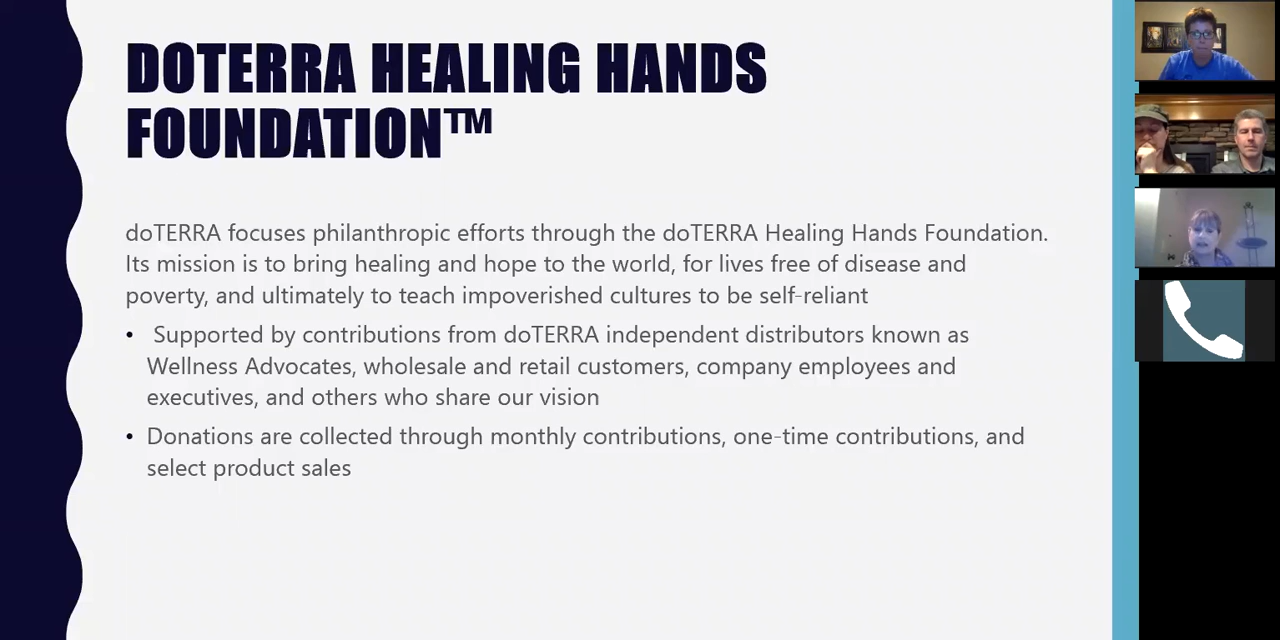 DOTERRA HEALING HANDS
FOUNDATION™
doTERRA focuses philanthropic efforts through the doTERRA Healing Hands Foundation.
Its mission is to bring healing and hope to the world, for lives free of disease and
poverty, and ultimately to teach impoverished cultures to be self-reliant
• Supported by contributions from doTERRA independent distributors known as
Wellness Advocates, wholesale and retail customers, company employees and
executives, and others who share our vision
• Donations are collected through monthly contributions, one-time contributions, and
select product sales